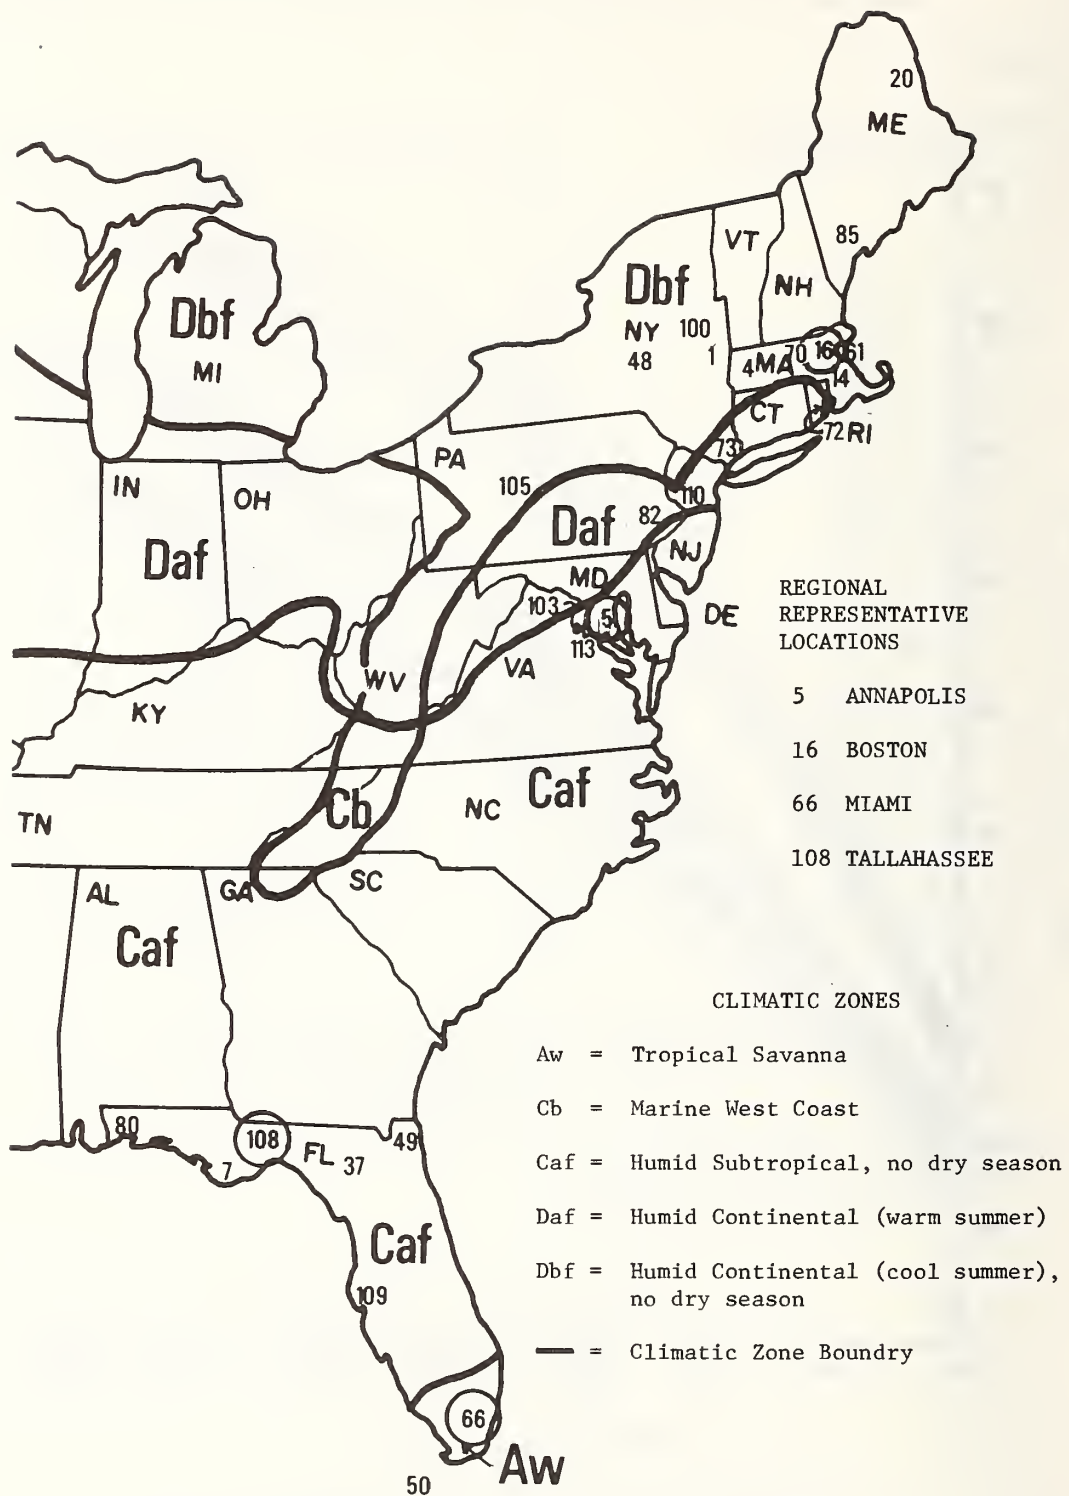 20
ME
85
VT
NH
Dbf
NY 100
48
1
Dbf
MI
4 MA 70 16 61
14
CT
72 RI
73
PA
IN
OH
105
110
82
Daf
Daf
NJ
MD
103
5
DE
113
VA
WV
KY
REGIONAL
REPRESENTATIVE
LOCATIONS
5 ANNAPOLIS
16 BOSTON
66 MIAMI
108 TALLAHASSEE
Cb
NC
Caf
TN
AL
GA
SC
Caf
CLIMATIC ZONES
Aw = Tropical Savanna
Cb = Marine West Coast
Caf = Humid Subtropical, no dry season
Daf = Humid Continental (warm summer)
Dbf = Humid Continental (cool summer),
no dry season
= Climatic Zone Boundry
80
108
49
7
FL 37
Caf
109
66
Aw
50